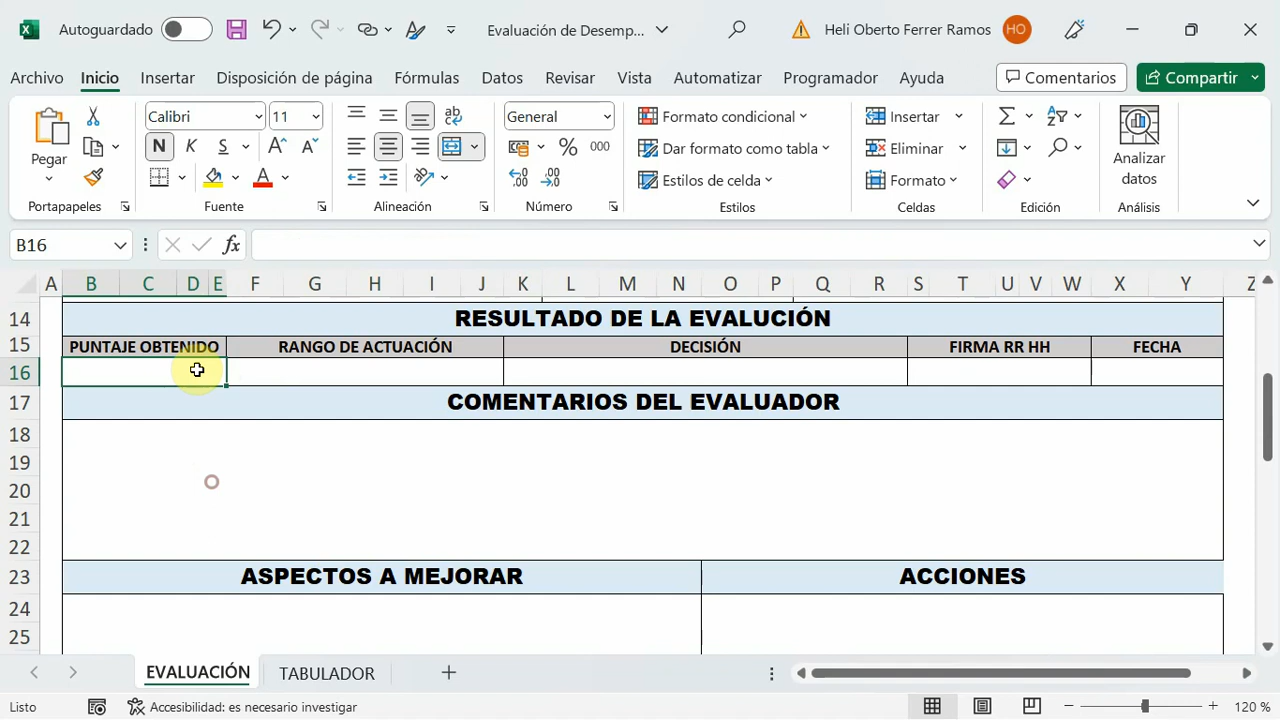 Autoguardado
Evaluación de Desemp...
Heli Oberto Ferrer Ramos
HO
Archivo Inicio Insertar Disposición de página Fórmulas Datos Revisar Vista Automatizar Programador Ayuda Comentarios Compartir
Pegar
Portapapeles
Calibri 11
N K S A A
A
Fuente
ab
Alineación
General
% 000
Número
Formato condicional
Dar formato como tabla
Estilos de celda
Estilos
Insertar
Eliminar
Formato
Celdas
Edición
Analizar
datos
Análisis
B16 fx
A B C D E F G H I J K L M N O P Q R S T U V W X Y Z
14 RESULTADO DE LA EVALUCIÓN
15 PUNTAJE OBTENIDO RANGO DE ACTUACIÓN DECISIÓN FIRMA RR HH FECHA
16
17 COMENTARIOS DEL EVALUADOR
18
19
20
21
22
23 ASPECTOS A MEJORAR ACCIONES
24
25
EVALUACIÓN TABULADOR
Listo Accesibilidad: es necesario investigar 120 %